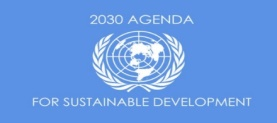 2030 AGENDA
FOR SUSTAINABLE DEVELOPMENT